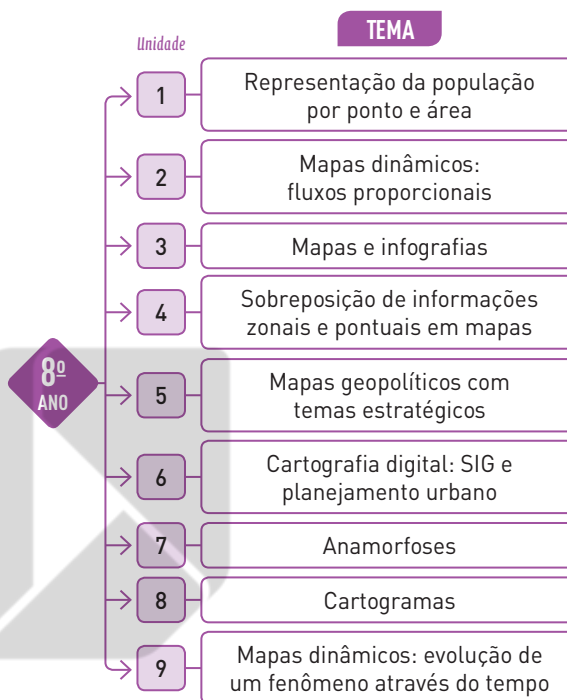 Unidade
TEMA
1
Representação da população
por ponto e área
2
Mapas dinâmicos:
fluxos proporcionais
3
Mapas e infografias
4
Sobreposição de informações
zonais e pontuais em mapas
8º
ANO
5
Mapas geopolíticos com
temas estratégicos
6
Cartografia digital: SIG e
planejamento urbano
7
Anamorfoses
8
Cartogramas
9
Mapas dinâmicos: evolução de
um fenômeno através do tempo